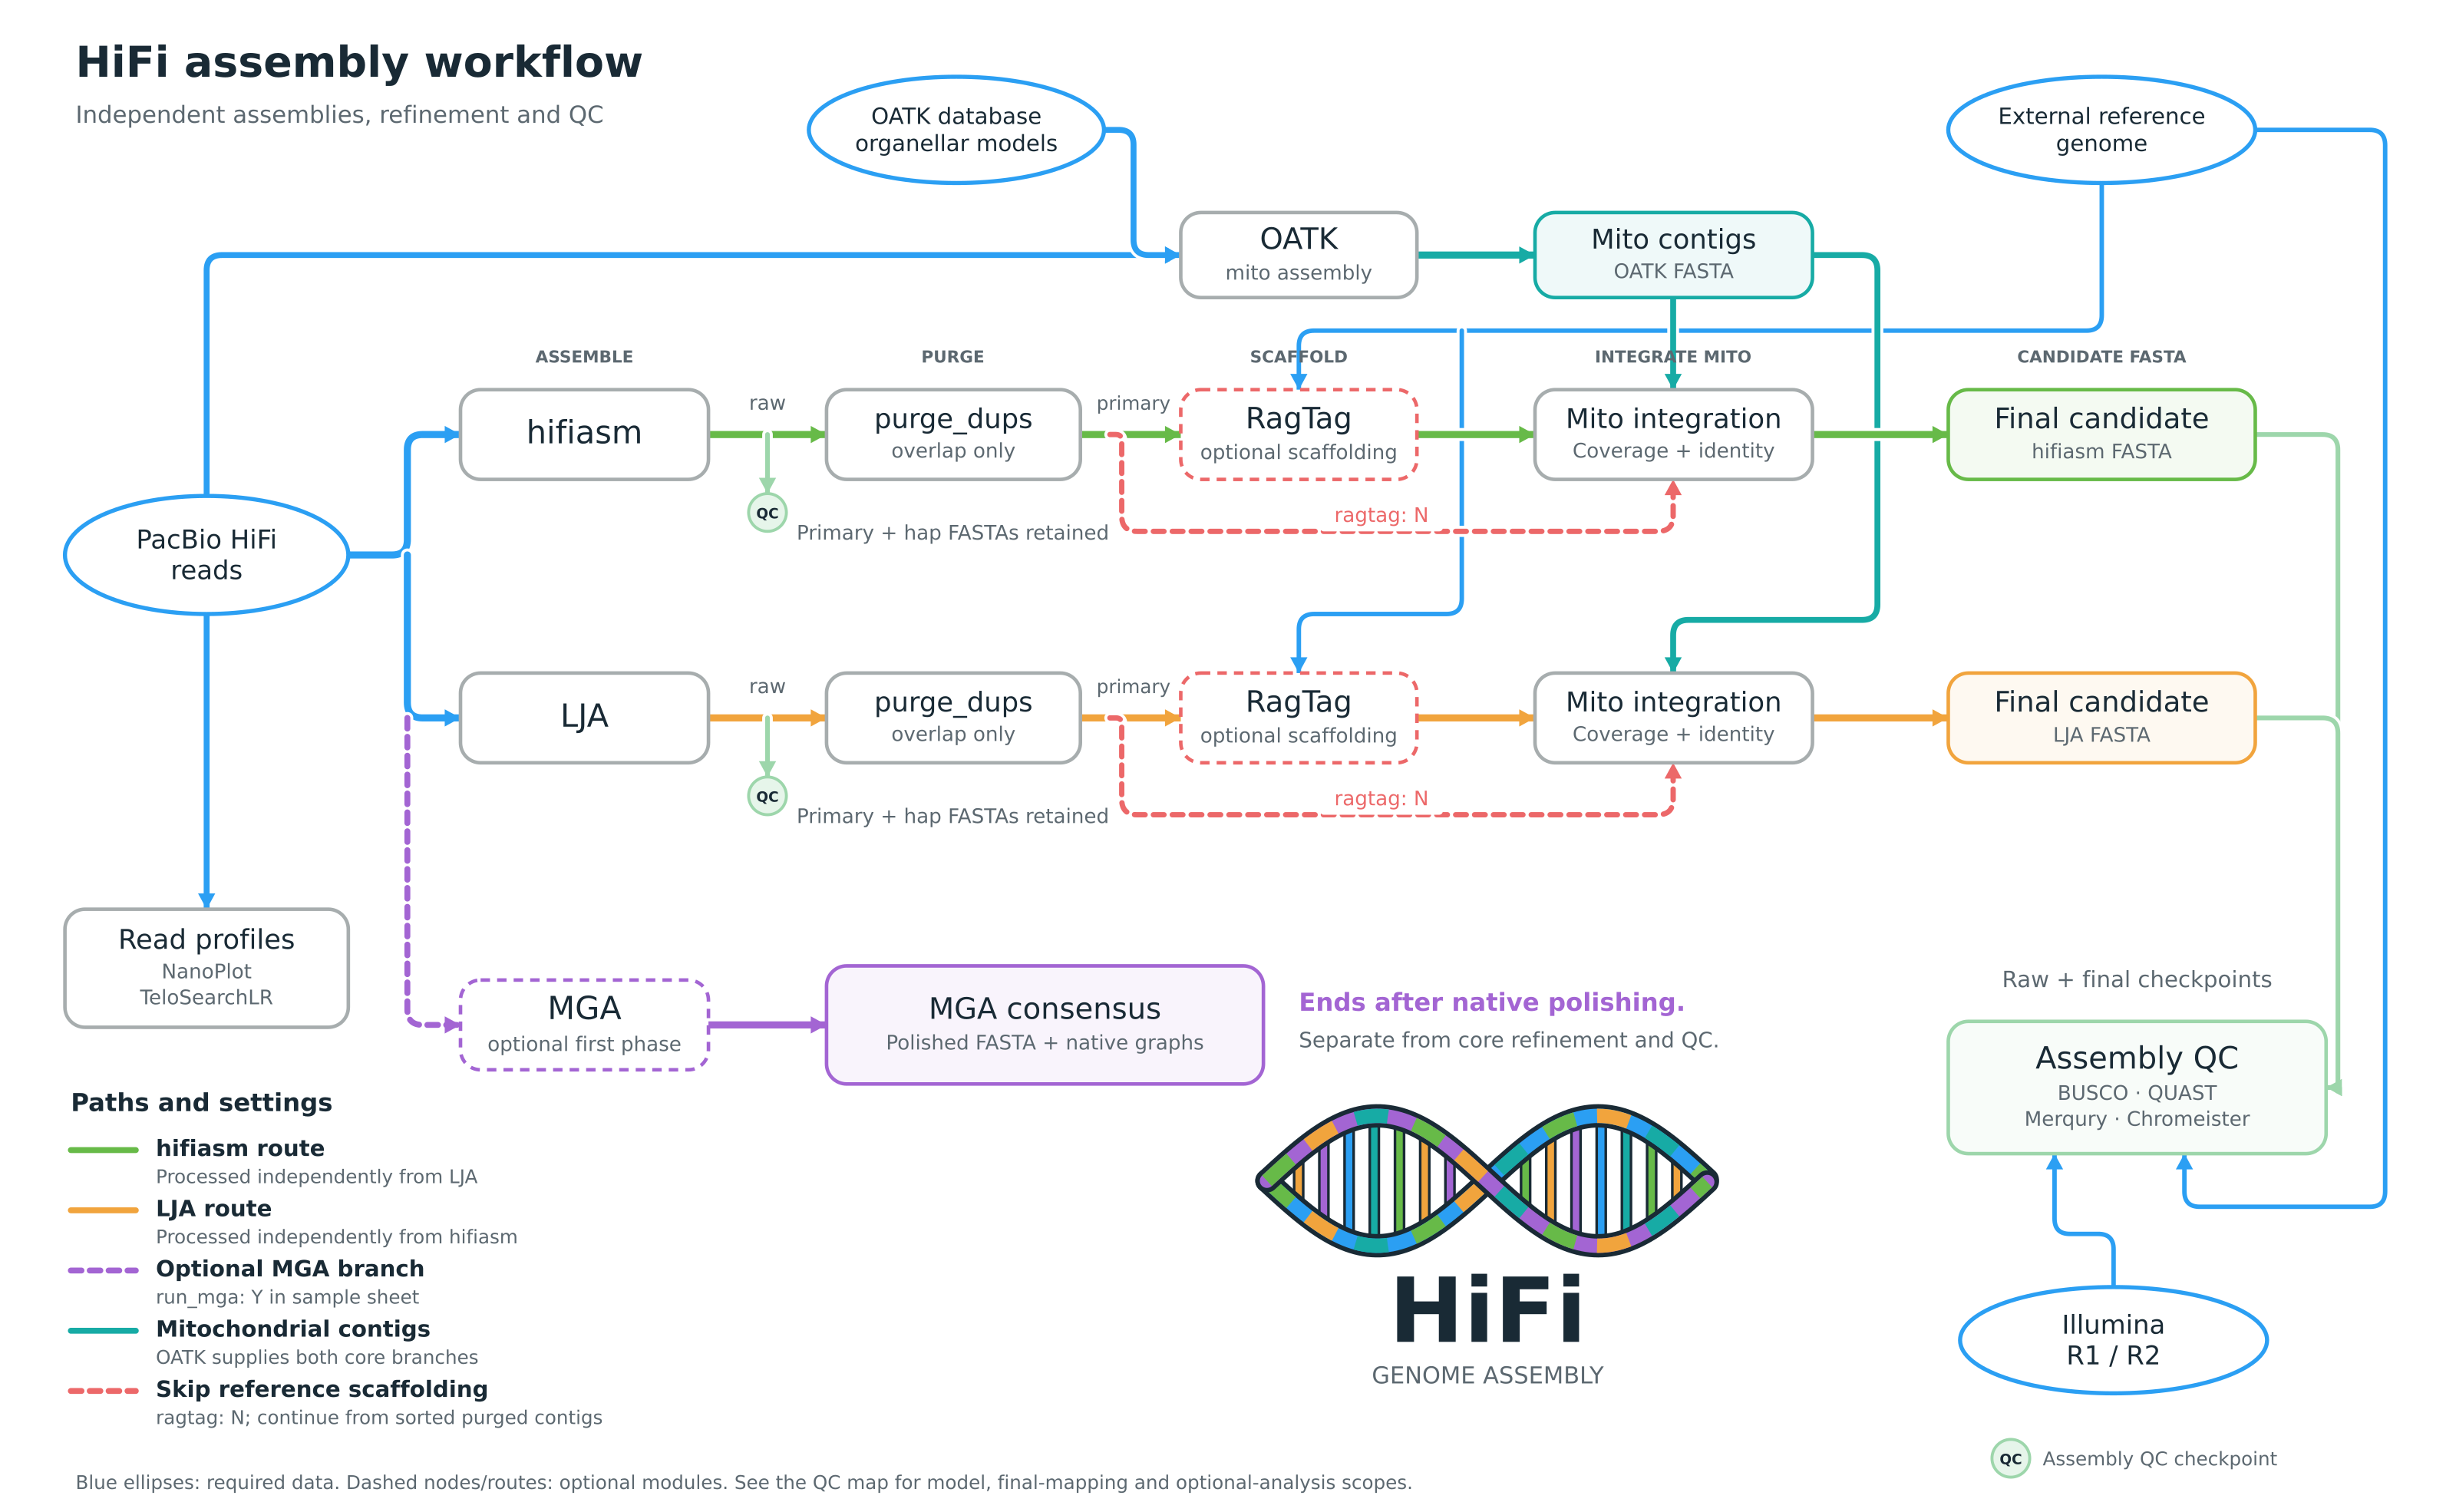 HiFi assembly workflow
Independent assemblies, refinement and QC
OATK database
organellar models
External reference
genome
OATK
mito assembly
Mito contigs
OATK FASTA
ASSEMBLE
PURGE
SCAFFOLD
INTEGRATE MITO
CANDIDATE FASTA
hifiasm
raw
purge_dups
overlap only
primary
RagTag
optional scaffolding
Mito integration
Coverage + identity
Final candidate
hifiasm FASTA
QC
Primary + hap FASTAs retained
ragtag: N
PacBio HiFi
reads
LJA
raw
purge_dups
overlap only
primary
RagTag
optional scaffolding
Mito integration
Coverage + identity
Final candidate
LJA FASTA
QC
Primary + hap FASTAs retained
ragtag: N
Read profiles
NanoPlot
TeloSearchLR
MGA
optional first phase
MGA consensus
Polished FASTA + native graphs
Ends after native polishing.
Separate from core refinement and QC.
Raw + final checkpoints
Assembly QC
BUSCO · QUAST
Merqury · Chromeister
Paths and settings
hifiasm route
Processed independently from LJA
LJA route
Processed independently from hifiasm
Optional MGA branch
run_mga: Y in sample sheet
Mitochondrial contigs
OATK supplies both core branches
Skip reference scaffolding
ragtag: N; continue from sorted purged contigs
HiFi
GENOME ASSEMBLY
Illumina
R1 / R2
QC Assembly QC checkpoint
Blue ellipses: required data. Dashed nodes/routes: optional modules. See the QC map for model, final-mapping and optional-analysis scopes.